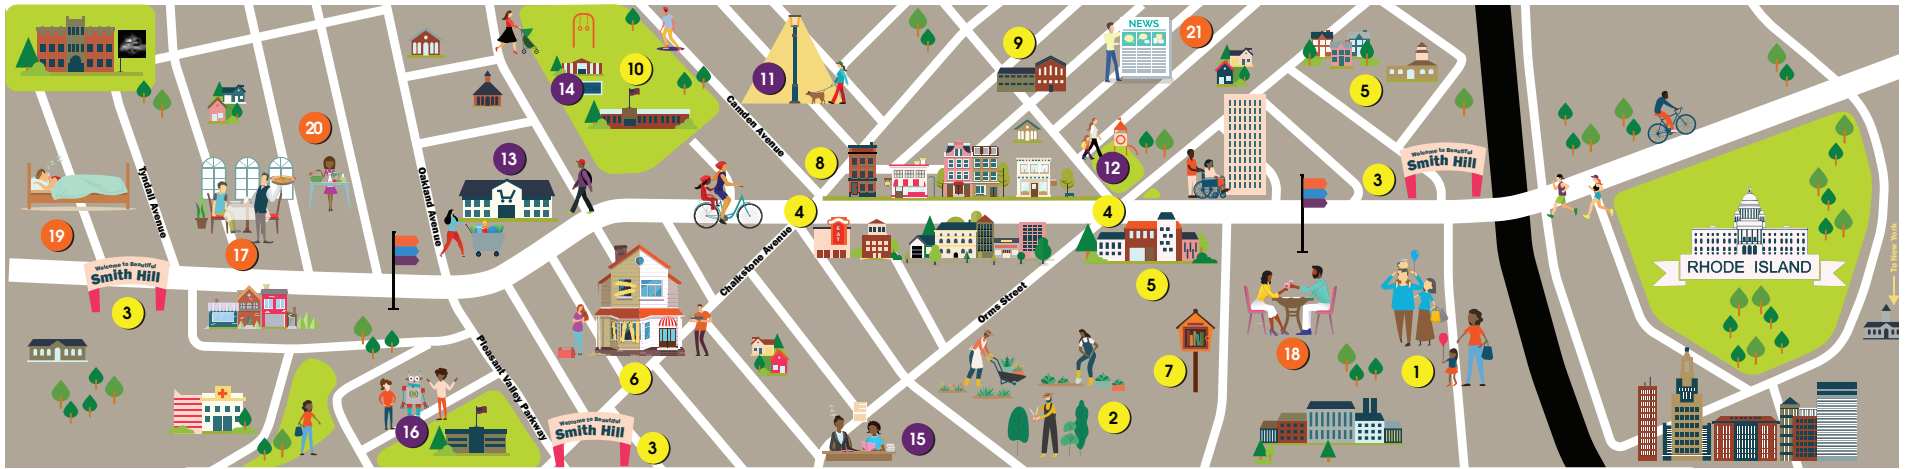 NEWS
21
9
10
14
11
5
20
13
8
12
Camden Avenue
Tyndall Avenue
Oakland Avenue
3
Welcome to Beautiful
Smith Hill
19
17
4
4
EAT
Chalkstone Avenue
Welcome to Beautiful
Smith Hill
3
5
Orms Street
RHODE ISLAND
To New York
Pleasant Valley Parkway
6
7
18
1
16
Welcome to Beautiful
Smith Hill
3
15
2